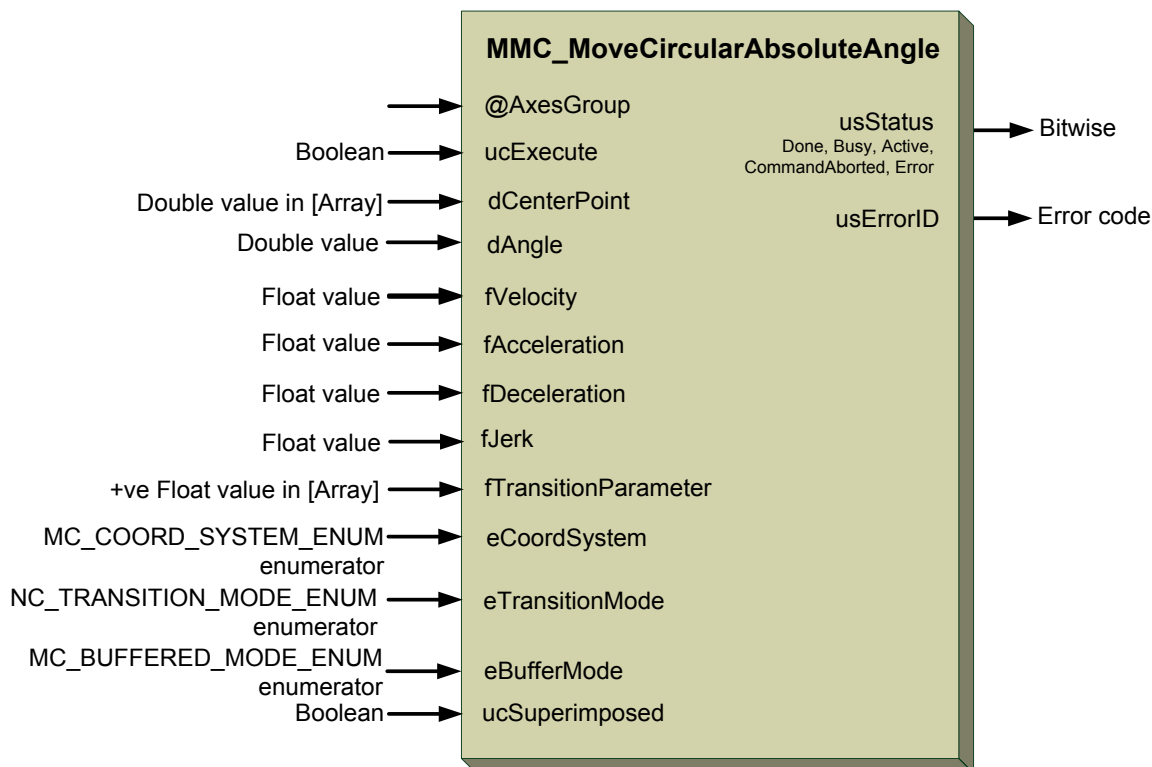 MMC_MoveCircularAbsoluteAngle
@AxesGroup
Boolean
ucExecute
Double value in [Array]
dCenterPoint
Double value
dAngle
Float value
fVelocity
Float value
fAcceleration
Float value
fDeceleration
Float value
fJerk
+ve Float value in [Array]
fTransitionParameter
MC_COORD_SYSTEM_ENUM
enumerator
eCoordSystem
NC_TRANSITION_MODE_ENUM
enumerator
eTransitionMode
MC_BUFFERED_MODE_ENUM
enumerator
eBufferMode
Boolean
ucSuperimposed
usStatus
Done, Busy, Active,
CommandAborted, Error
Bitwise
usErrorID
Error code